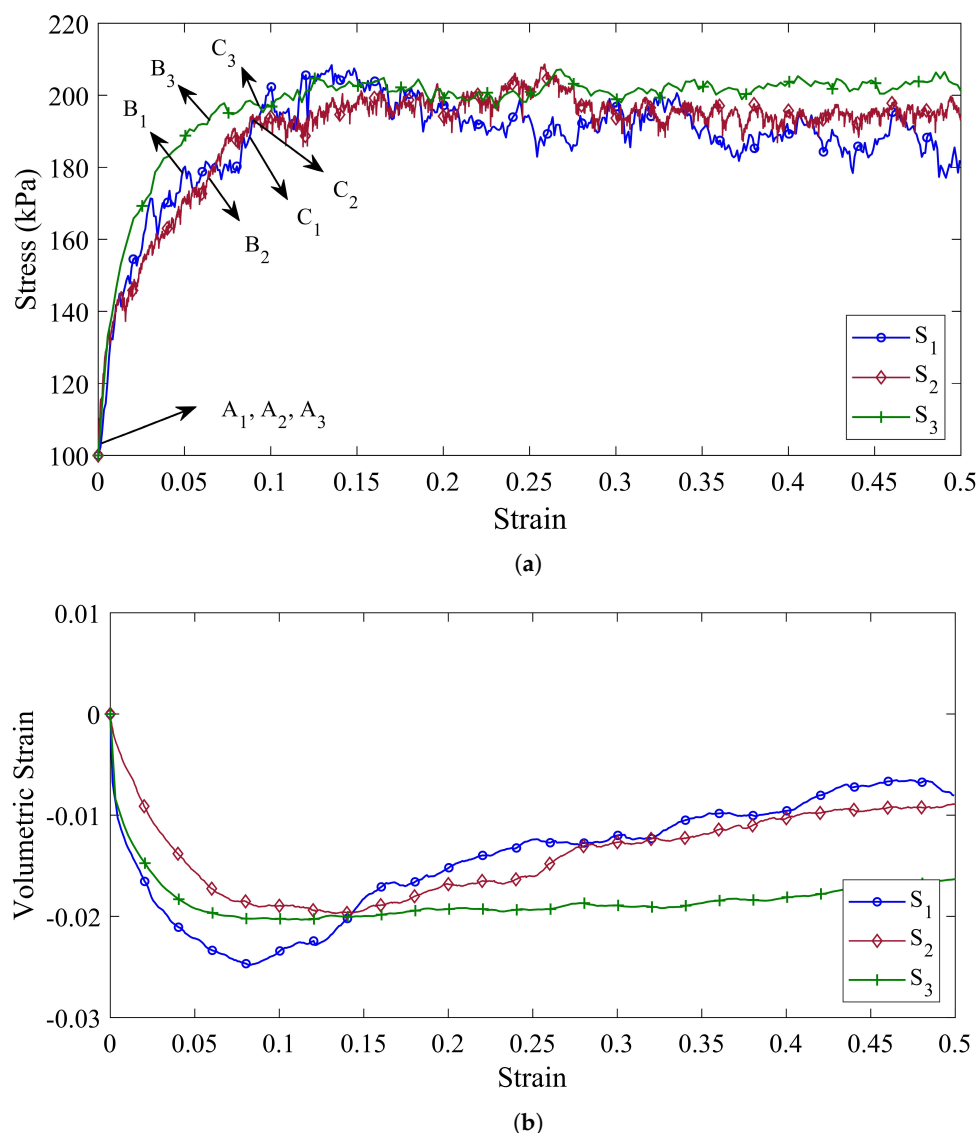 220
200
180
160
140
120
100
Stress (kPa)
C₃
B₃
B₁
C₂
C₁
B₂
A₁, A₂, A₃
S₁
S₂
S₃
0 0.05 0.1 0.15 0.2 0.25 0.3 0.35 0.4 0.45 0.5
Strain
(a)
0.01
0
-0.01
-0.02
-0.03
Volumetric Strain
S₁
S₂
S₃
0 0.05 0.1 0.15 0.2 0.25 0.3 0.35 0.4 0.45 0.5
Strain
(b)